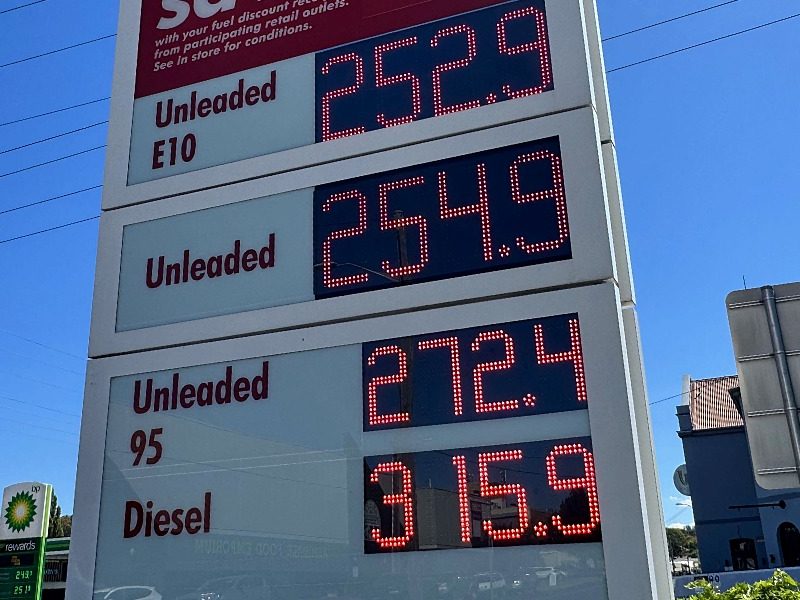 with your fuel discount
from participating retail outlets.
See in store for conditions.
Unleaded
E10
252.9
Unleaded
254.9
Unleaded
95
272.4
Diesel
315.9
bp
rewards